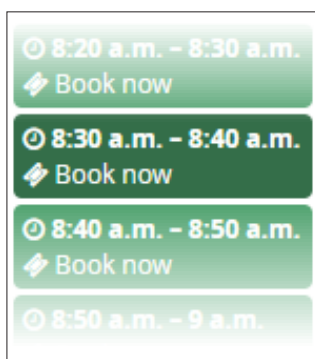 8:20 a.m. – 8:30 a.m.
Book now
8:30 a.m. – 8:40 a.m.
Book now
8:40 a.m. – 8:50 a.m.
Book now
8:50 a.m. – 9 a.m.